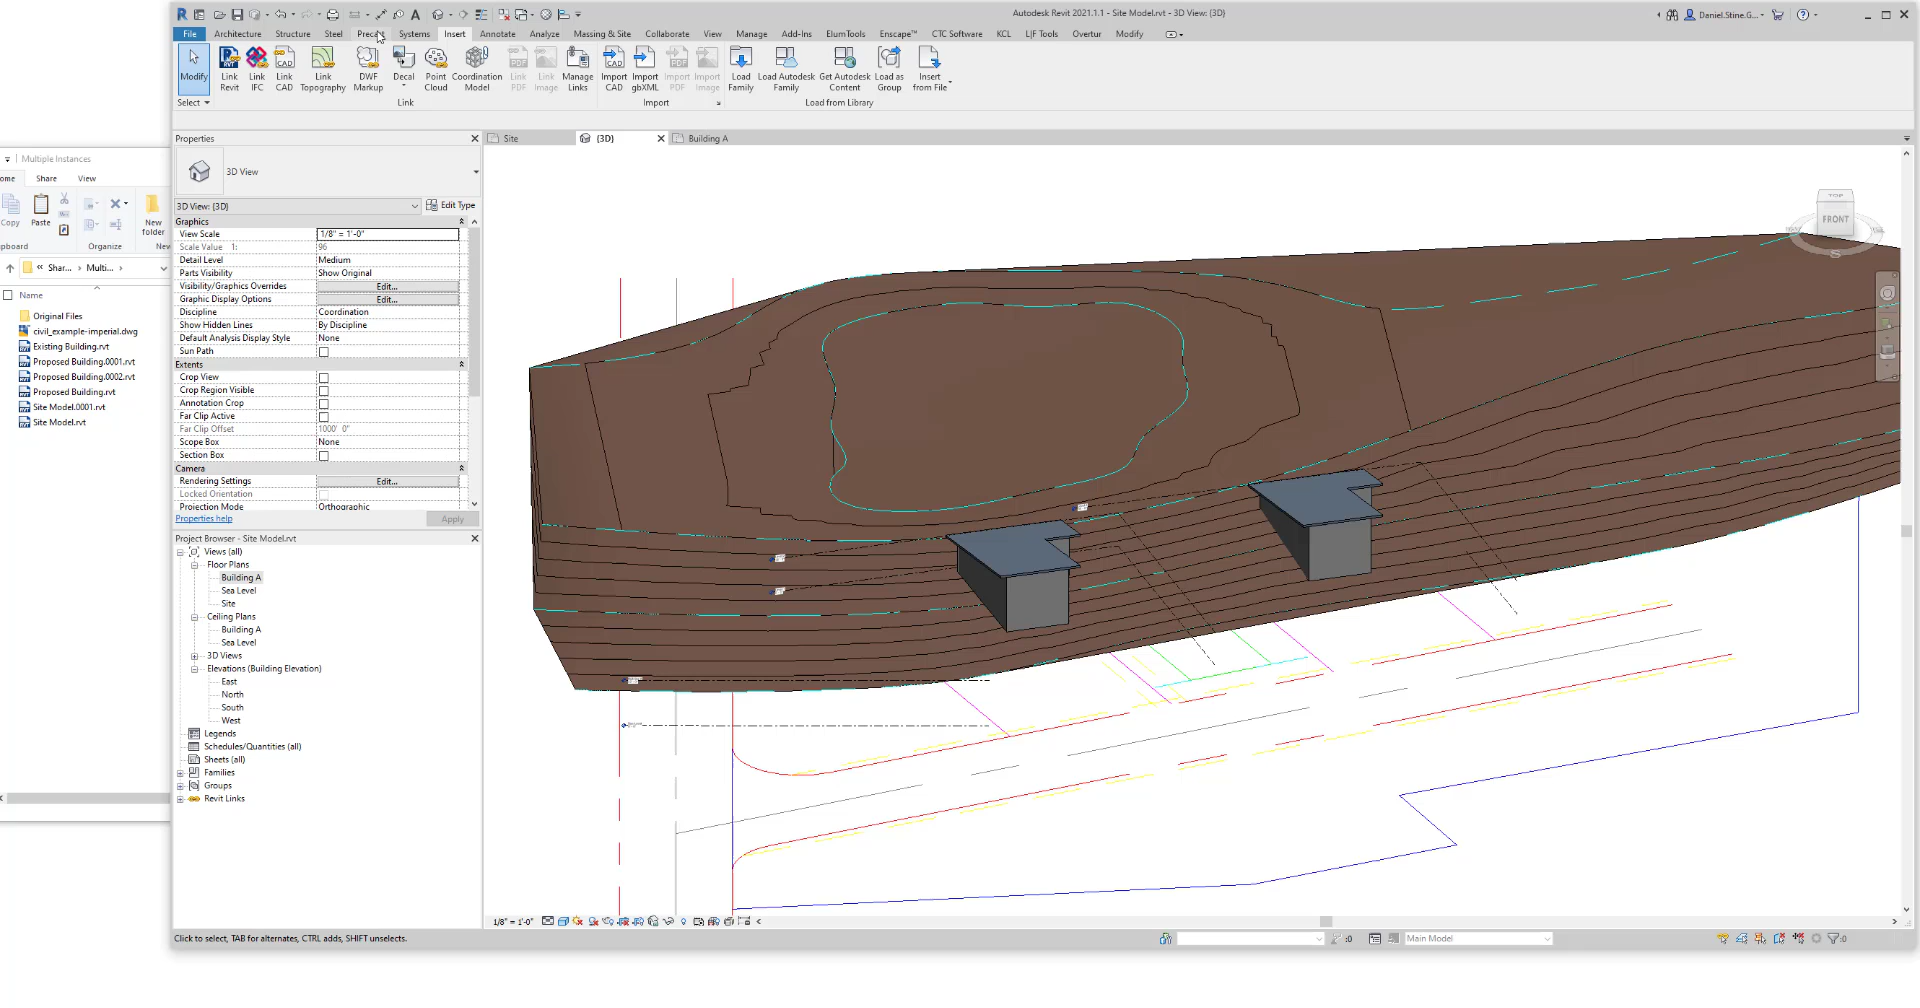 Autodesk Revit 2021.1.1 - Site Model.rvt - 3D View: {3D}
Daniel.Stine.G...
File Architecture Structure Steel Precast Systems Insert Annotate Analyze Massing & Site Collaborate View Manage Add-Ins ElumTools Enscape™ CTC Software KCL L|F Tools Overtur Modify
Modify
Link Revit
Link IFC
Link CAD
Link Topography
DWF Markup
Decal
Point Cloud
Coordination Model
Link PDF
Link Image
Manage Links
Import CAD
Import gbXML
Import PDF
Import Image
Load Family
Load Autodesk Family
Get Autodesk Content
Load as Group
Insert from File
Select
Link
Import
Load from Library
Multiple Instances
Share View
Copy
Paste
New folder
Organize
Shar... > Multi... >
Name
Original Files
civil_example-imperial.dwg
Existing Building.rvt
Proposed Building.0001.rvt
Proposed Building.0002.rvt
Proposed Building.rvt
Site Model.0001.rvt
Site Model.rvt
Properties
3D View
3D View: {3D}
Edit Type
Graphics
View Scale 1/8" = 1'-0"
Scale Value 1: 96
Detail Level Medium
Parts Visibility Show Original
Visibility/Graphics Overrides Edit...
Graphic Display Options Edit...
Discipline Coordination
Show Hidden Lines By Discipline
Default Analysis Display Style None
Sun Path
Extents
Crop View
Crop Region Visible
Annotation Crop
Far Clip Active
Far Clip Offset 1000' 0"
Scope Box None
Section Box
Camera
Rendering Settings Edit...
Locked Orientation
Projection Mode Orthographic
Properties help
Apply
Project Browser - Site Model.rvt
Views (all)
Floor Plans
Building A
Sea Level
Site
Ceiling Plans
Building A
Sea Level
3D Views
Elevations (Building Elevation)
East
North
South
West
Legends
Schedules/Quantities (all)
Sheets (all)
Families
Groups
Revit Links
Site
{3D}
Building A
TOP
FRONT
S
1/8" = 1'-0"
Click to select, TAB for alternates, CTRL adds, SHIFT unselects.
:0
Main Model
:0